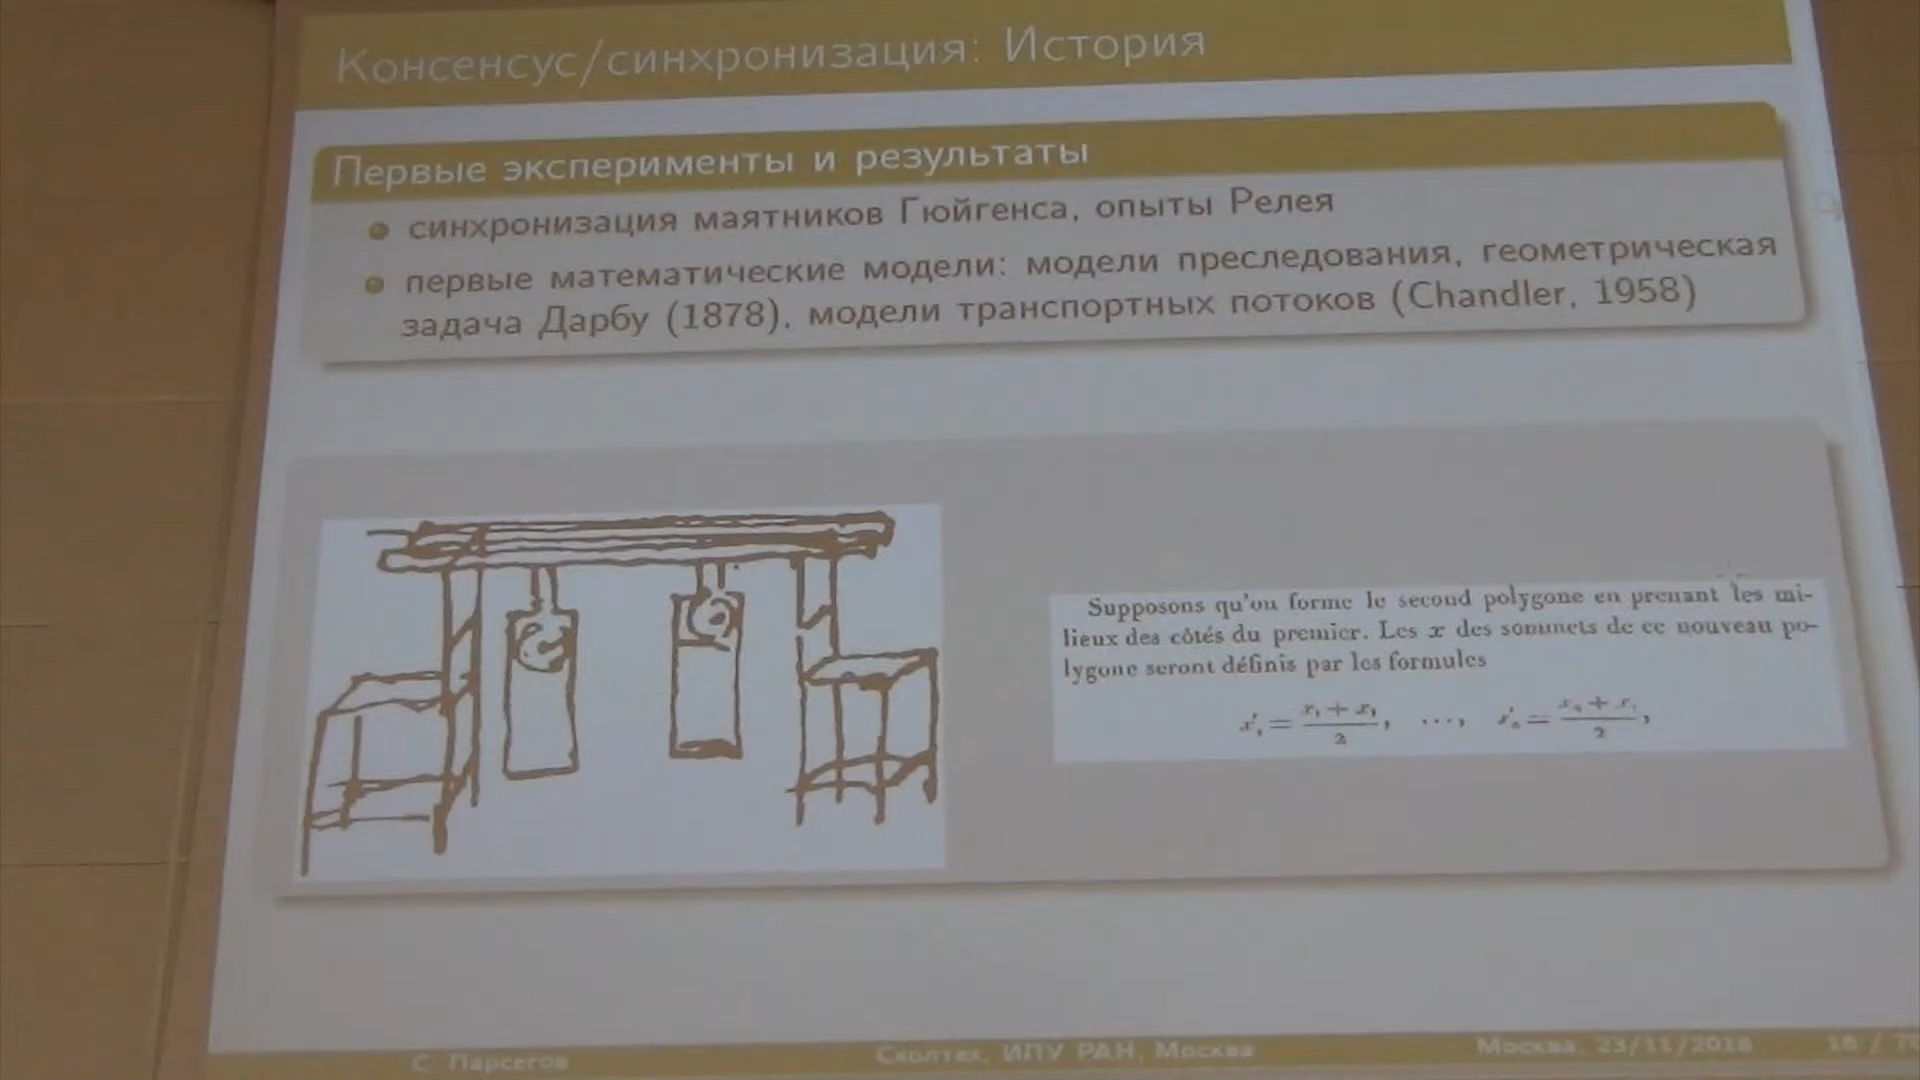 Консенсус/синхронизация: История
Первые эксперименты и результаты
синхронизация маятников Гюйгенса, опыты Релея
первые математические модели: модели преследования, геометрическая
задача Дарбу (1878), модели транспортных потоков (Chandler, 1958)
Supposons qu'on forme le second polygone en prenant les mi-
lieux des côtés du premier. Les x des sommets de ce nouveau po-
lygone seront définis par les formules
С. Парсегов
Сколтех, ИПУ РАН, Москва
Москва, 23/11/2018